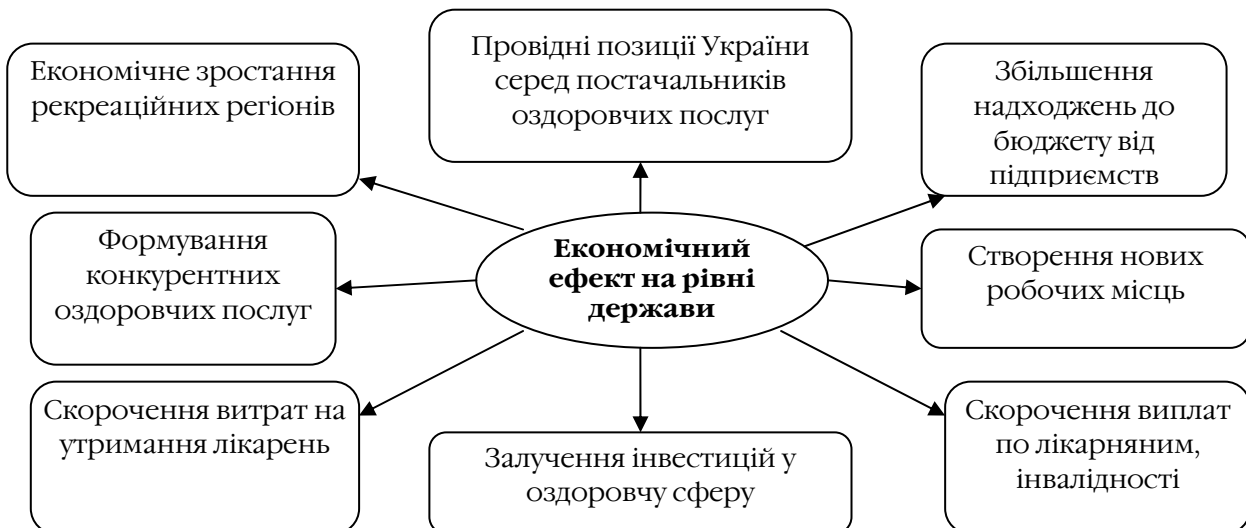 Економічне зростання
рекреаційних регіонів
Провідні позиції України
серед постачальників
оздоровчих послуг
Збільшення
надходжень до
бюджету від
підприємств
Формування
конкурентних
оздоровчих послуг
Економічний
ефект на рівні
держави
Створення нових
робочих місць
Скорочення витрат на
утримання лікарень
Залучення інвестицій у
оздоровчу сферу
Скорочення виплат
по лікарняним,
інвалідності